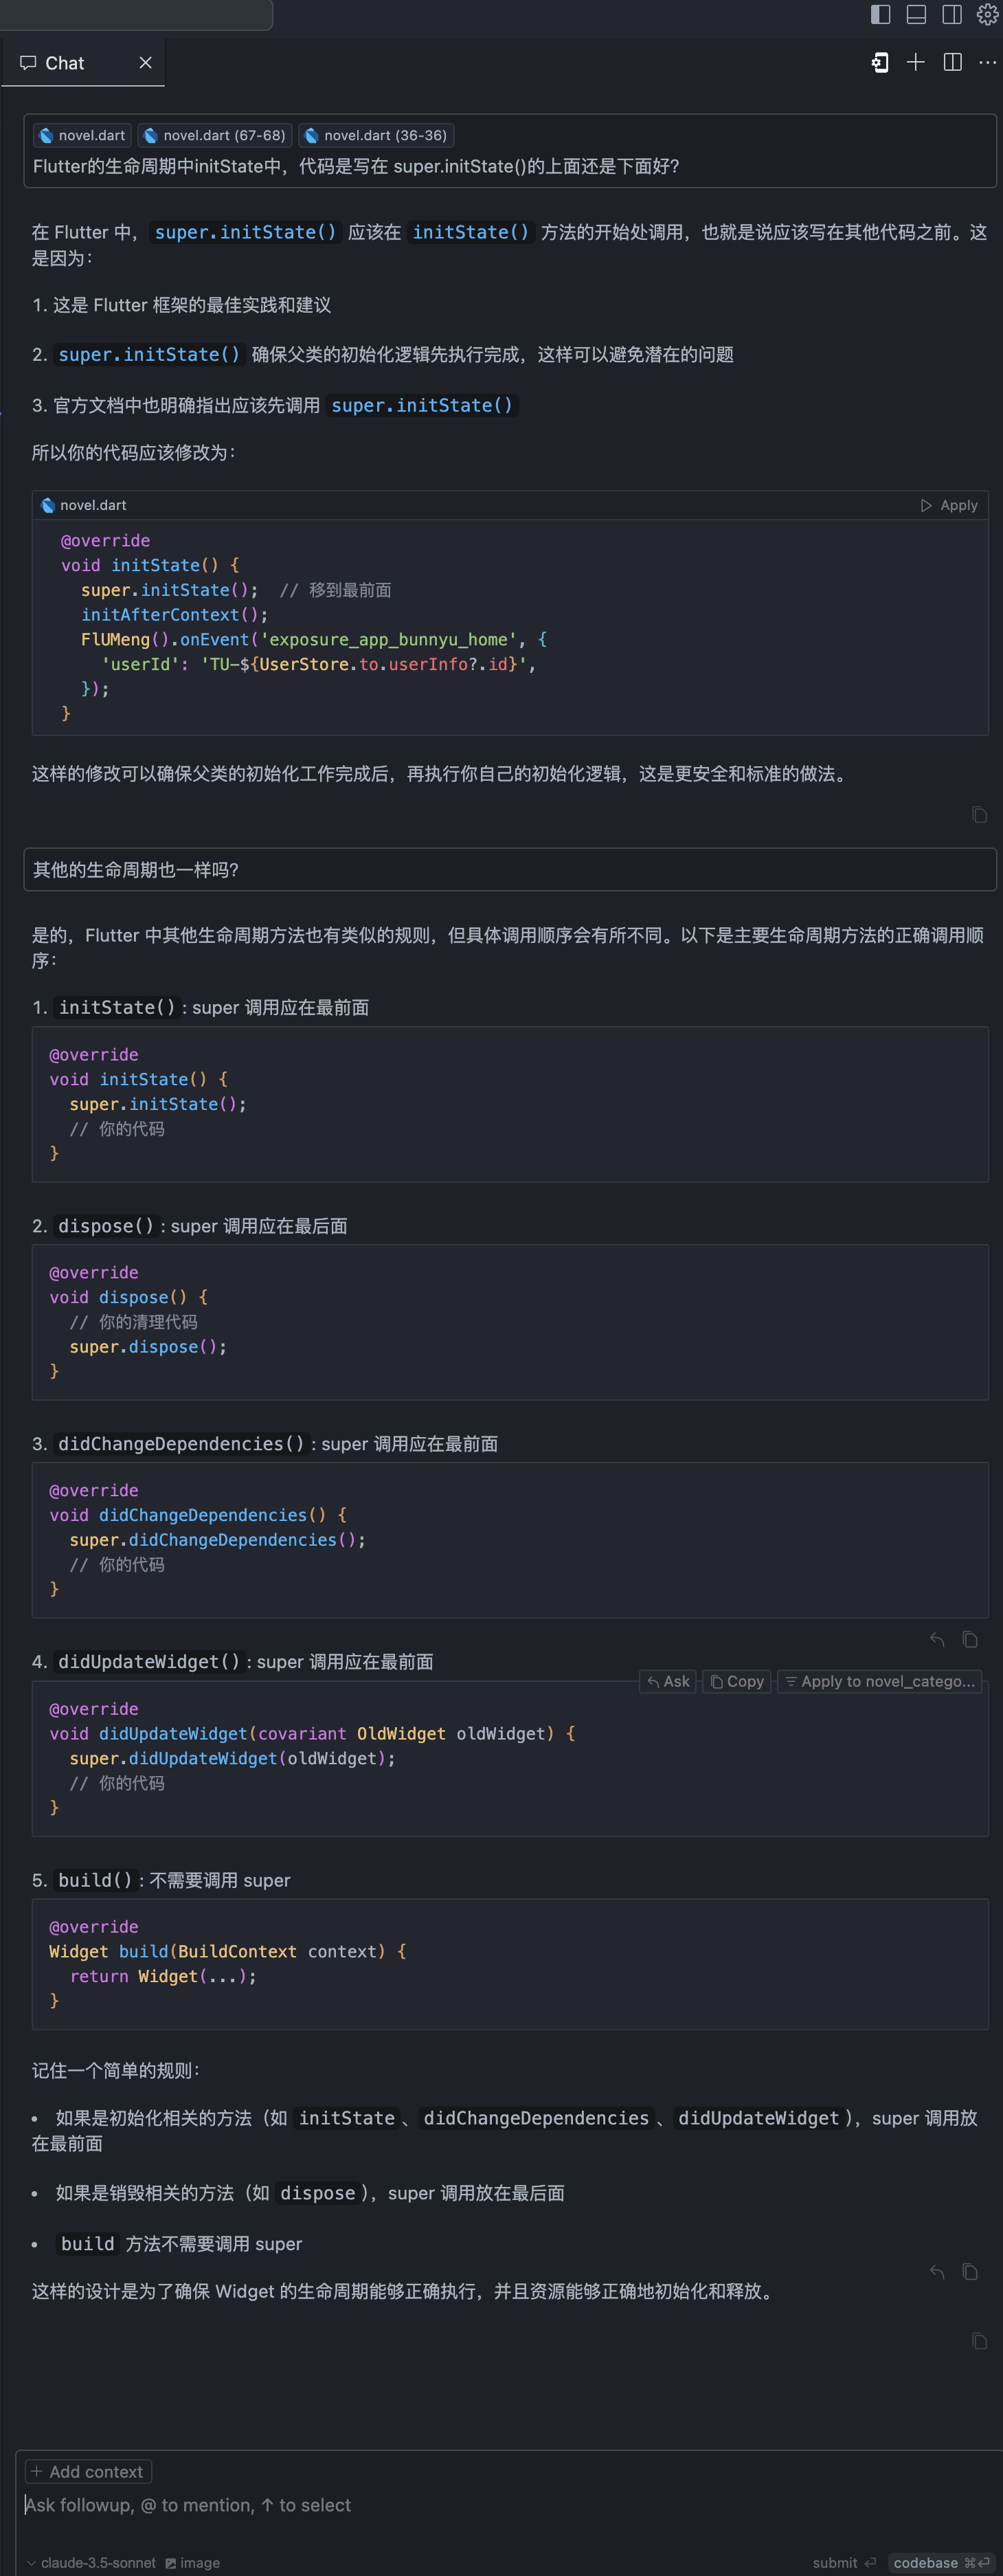 Chat
novel.dart novel.dart (67-68) novel.dart (36-36)
Flutter的生命周期中initState中，代码是写在 super.initState()的上面还是下面好?
在 Flutter 中，super.initState() 应该在 initState() 方法的开始处调用，也就是说应该写在其他代码之前。这
是因为：
1. 这是 Flutter 框架的最佳实践和建议
2. super.initState() 确保父类的初始化逻辑先执行完成，这样可以避免潜在的问题
3. 官方文档中也明确指出应该先调用 super.initState()
所以你的代码应该修改为：
novel.dart Apply
@override
void initState() {
super.initState(); // 移到最前面
initAfterContext();
FlUMeng().onEvent('exposure_app_bunnyu_home', {
'userId': 'TU-${UserStore.to.userInfo?.id}',
});
}
这样的修改可以确保父类的初始化工作完成后，再执行你自己的初始化逻辑，这是更安全和标准的做法。
其他的生命周期也一样吗?
是的，Flutter 中其他生命周期方法也有类似的规则，但具体调用顺序会有所不同。以下是主要生命周期方法的正确调用顺
序：
1. initState() : super 调用应在最前面
@override
void initState() {
super.initState();
// 你的代码
}
2. dispose() : super 调用应在最后面
@override
void dispose() {
// 你的清理代码
super.dispose();
}
3. didChangeDependencies() : super 调用应在最前面
@override
void didChangeDependencies() {
super.didChangeDependencies();
// 你的代码
}
4. didUpdateWidget() : super 调用应在最前面
Ask Copy Apply to novel_catego...
@override
void didUpdateWidget(covariant OldWidget oldWidget) {
super.didUpdateWidget(oldWidget);
// 你的代码
}
5. build() : 不需要调用 super
@override
Widget build(BuildContext context) {
return Widget(...);
}
记住一个简单的规则：
• 如果是初始化相关的方法（如 initState 、didChangeDependencies 、didUpdateWidget ），super 调用放
在最前面
• 如果是销毁相关的方法（如 dispose ），super 调用放在最后面
• build 方法不需要调用 super
这样的设计是为了确保 Widget 的生命周期能够正确执行，并且资源能够正确地初始化和释放。
+ Add context
Ask followup, @ to mention, ↑ to select
claude-3.5-sonnet image submit ⏎ codebase ⌘⏎